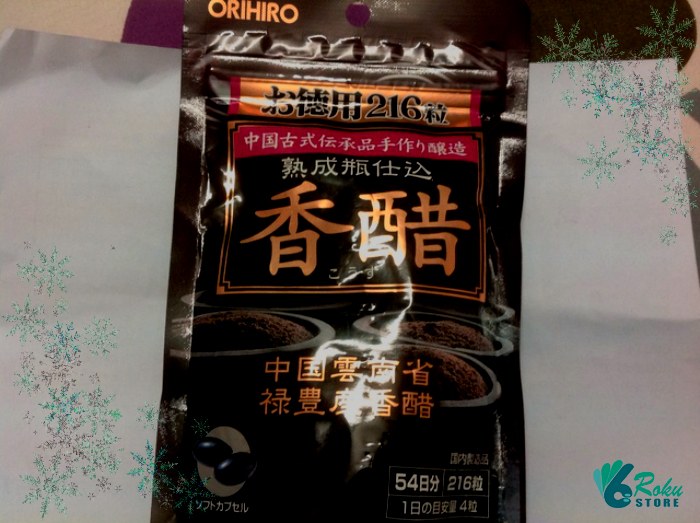 ORIHIRO
お徳用216粒
中国古式伝承品手作り醸造
熟成瓶仕込
香醋
こうず
中国雲南省
禄豊産香醋
国内製造品
54日分 216粒
1日の目安量 4粒
ソフトカプセル
Roku
STORE